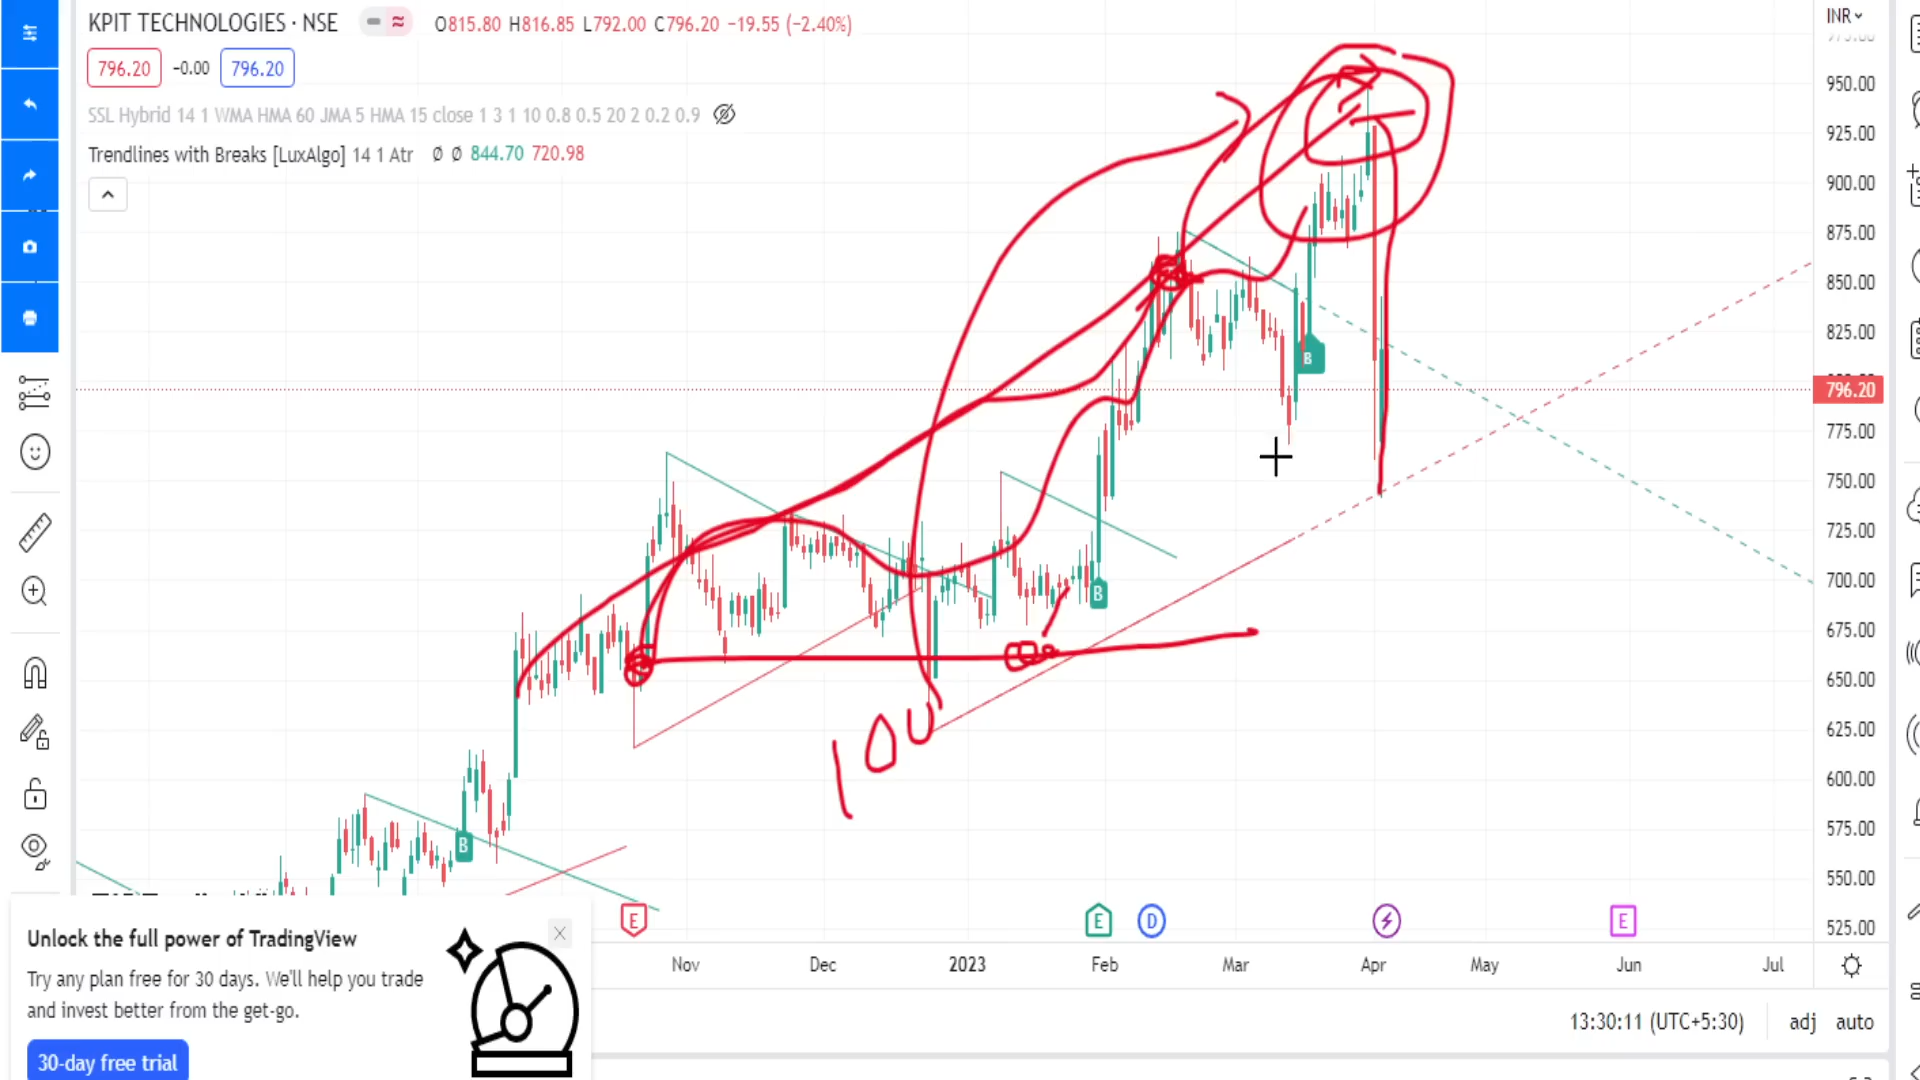 KPIT TECHNOLOGIES · NSE O815.80 H816.85 L792.00 C796.20 −19.55 (−2.40%)
INR
796.20 −0.00 796.20
SSL Hybrid 14 1 WMA HMA 60 JMA 5 HMA 15 close 1 3 1 10 0.8 0.5 20 2 0.2 0.9
Trendlines with Breaks [LuxAlgo] 14 1 Atr Ø Ø 844.70 720.98
950.00
925.00
900.00
875.00
850.00
825.00
796.20
775.00
750.00
725.00
700.00
675.00
650.00
625.00
600.00
575.00
550.00
525.00
B
B
B
100
E E D E
Nov Dec 2023 Feb Mar Apr May Jun Jul
Unlock the full power of TradingView
Try any plan free for 30 days. We'll help you trade
and invest better from the get-go.
30-day free trial
13:30:11 (UTC+5:30) adj auto